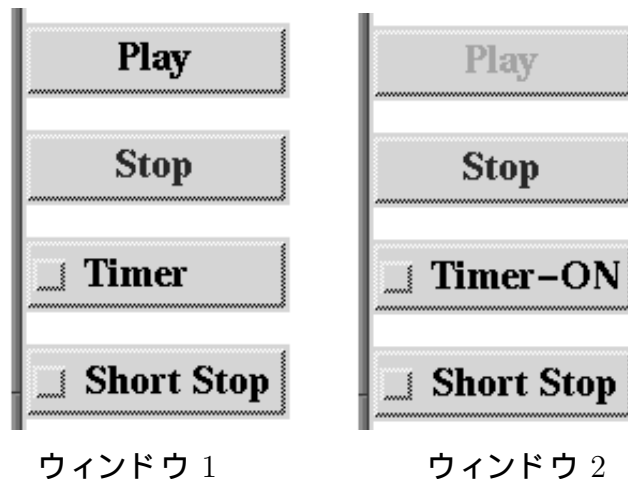 Play
Stop
Timer
Short Stop
ウィンドウ 1
Play
Stop
Timer-ON
Short Stop
ウィンドウ 2